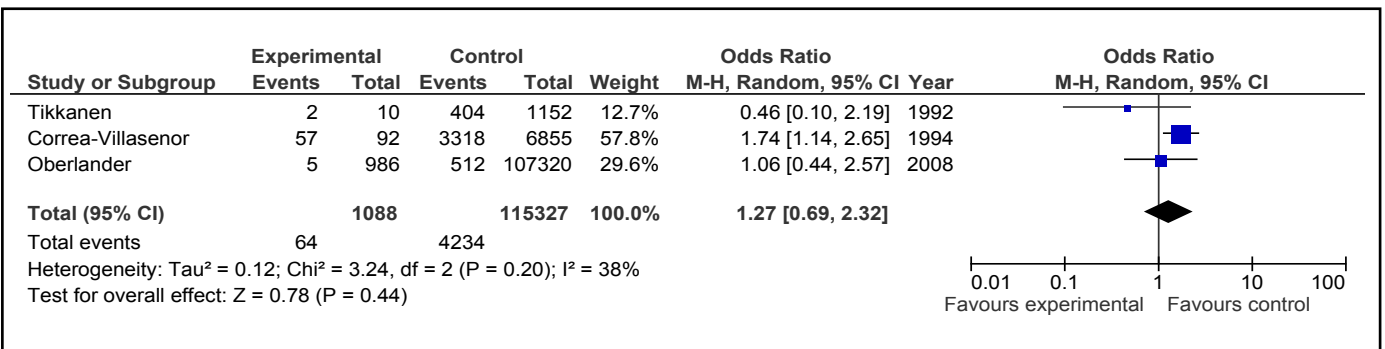 Experimental Control Odds Ratio Odds Ratio
Study or Subgroup Events Total Events Total Weight M-H, Random, 95% CI Year M-H, Random, 95% CI
Tikkanen 2 10 404 1152 12.7% 0.46 [0.10, 2.19] 1992
Correa-Villasenor 57 92 3318 6855 57.8% 1.74 [1.14, 2.65] 1994
Oberlander 5 986 512 107320 29.6% 1.06 [0.44, 2.57] 2008
Total (95% CI) 1088 115327 100.0% 1.27 [0.69, 2.32]
Total events 64 4234
Heterogeneity: Tau² = 0.12; Chi² = 3.24, df = 2 (P = 0.20); I² = 38%
Test for overall effect: Z = 0.78 (P = 0.44)
0.01 0.1 1 10 100
Favours experimental Favours control